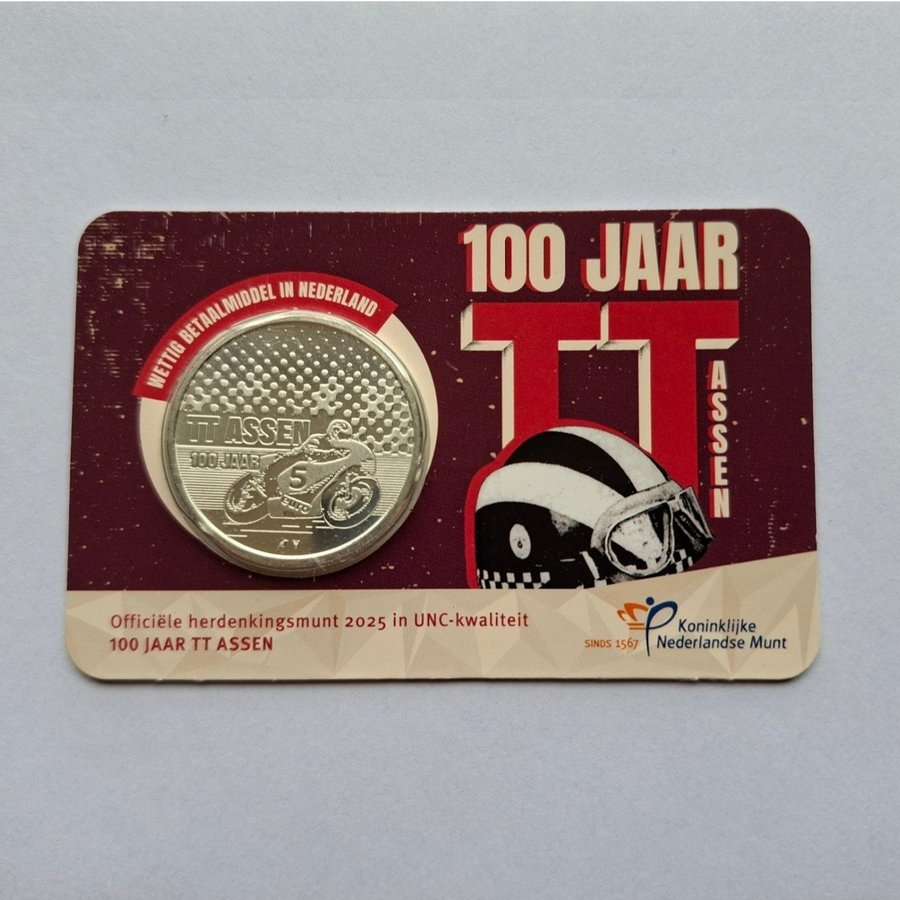 100 JAAR
TT
ASSEN
WETTIG BETAALMIDDEL IN NEDERLAND
TT ASSEN
100 JAAR
5
euro
Officiële herdenkingsmunt 2025 in UNC-kwaliteit
100 JAAR TT ASSEN
SINDS 1567
Koninklijke
Nederlandse Munt